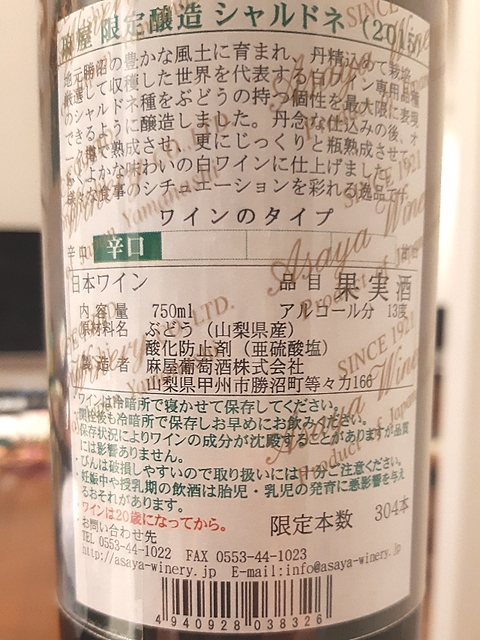 麻屋 限定醸造 シャルドネ (2015)
地元勝沼の豊かな風土に育まれ、丹精込めて栽培、
厳選して収穫した世界を代表する白ワイン専用品種
のシャルドネ種をぶどうの持つ個性を最大限に表現
できるように醸造しました。丹念な仕込みの後、オ
ーク樽で熟成させ、更にじっくりと瓶熟成させて
ふくよかな味わいの白ワインに仕上げました。
様々な食事のシチュエーションを彩れる逸品です。
ワインのタイプ
辛口 辛口
日本ワイン 品目 果実酒
内容量 750ml アルコール分 13度
原材料名 ぶどう(山梨県産)
酸化防止剤(亜硫酸塩)
製造者 麻屋葡萄酒株式会社
山梨県甲州市勝沼町等々力166
・ワインは冷暗所で寝かせて保存してください。
・開栓後も冷暗所で保存しお早めにお飲みください。
・保存状況によりワインの成分が沈殿することがありますが品質
には影響ありません。
・びんは破損しやすいので取り扱いには十分ご注意ください。
・妊娠中や授乳期の飲酒は胎児・乳児の発育に悪影響を与え
るおそれがあります。
・ワインは20歳になってから。
お問い合わせ先 限定本数 304本
TEL 0553-44-1022 FAX 0553-44-1023
http://asaya-winery.jp E-mail:info@asaya-winery.jp
4 940928 038326